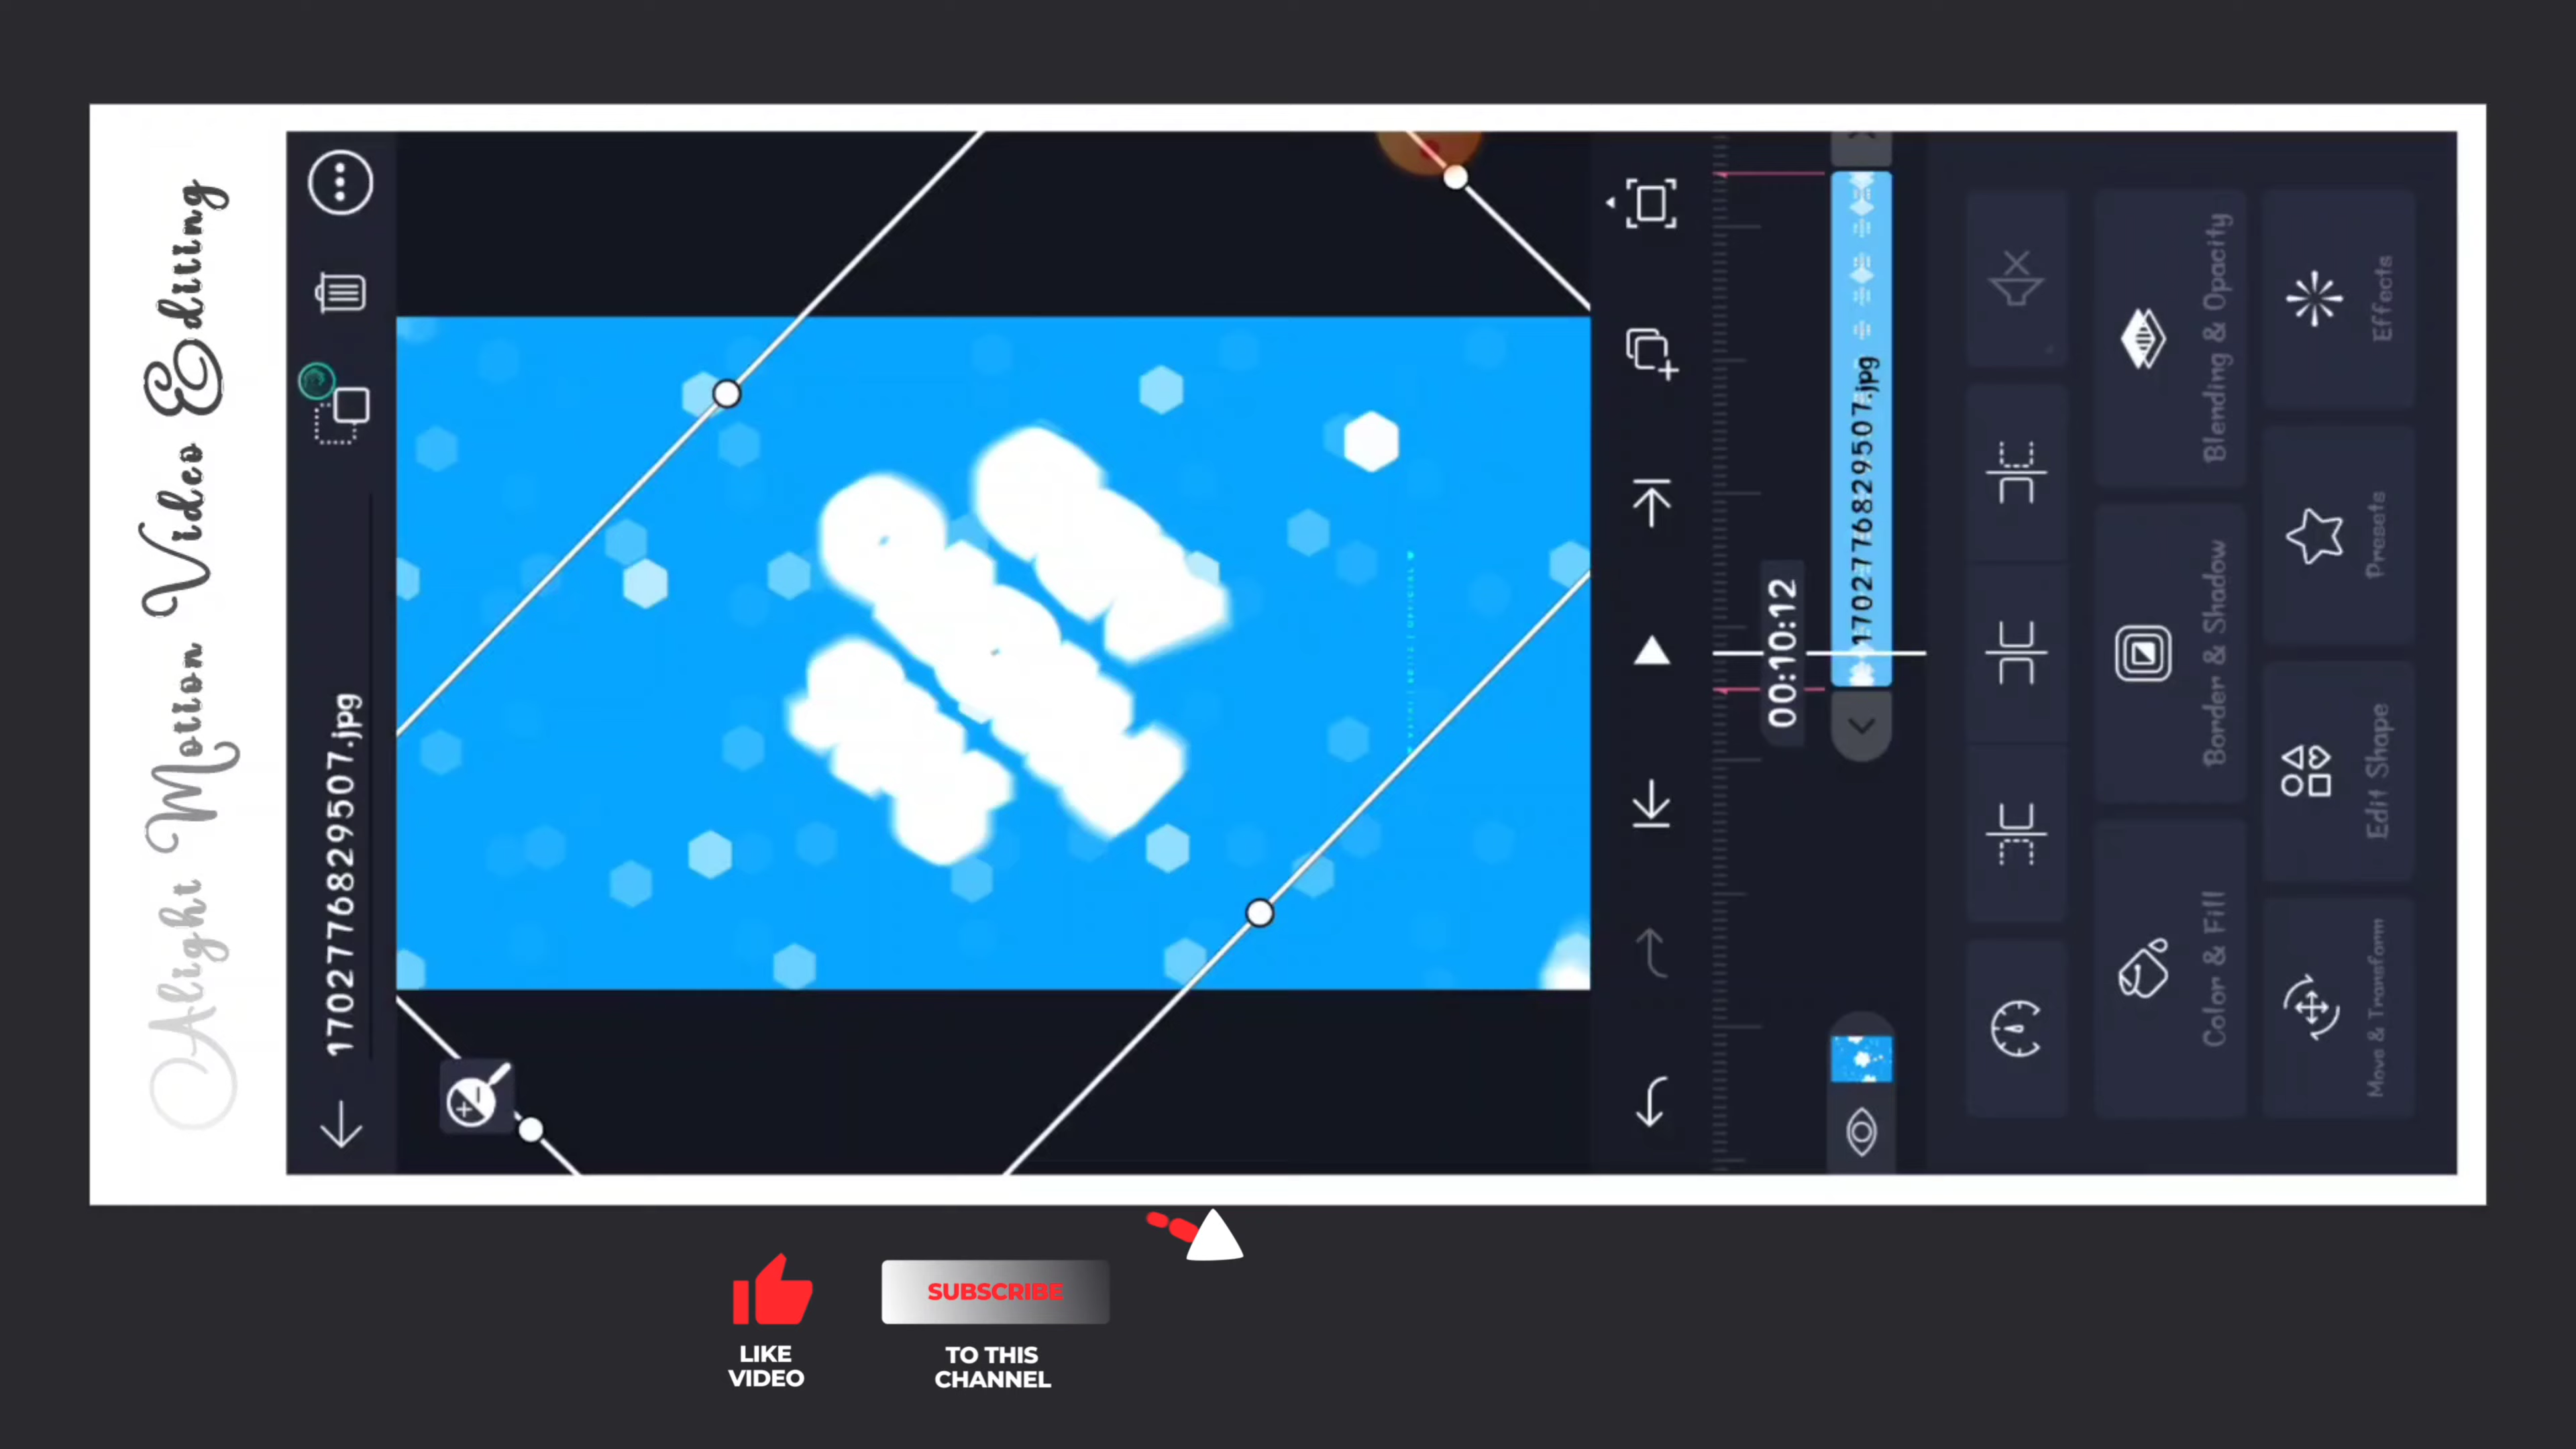 Alight Motion Video Editing
1702776829507.jpg
00:10:12
1702776829507.jpg
Blending & Opacity
Border & Shadow
Color & Fill
Effects
Presets
Edit Shape
Move & Transform
LIKE
VIDEO
SUBSCRIBE
TO THIS
CHANNEL